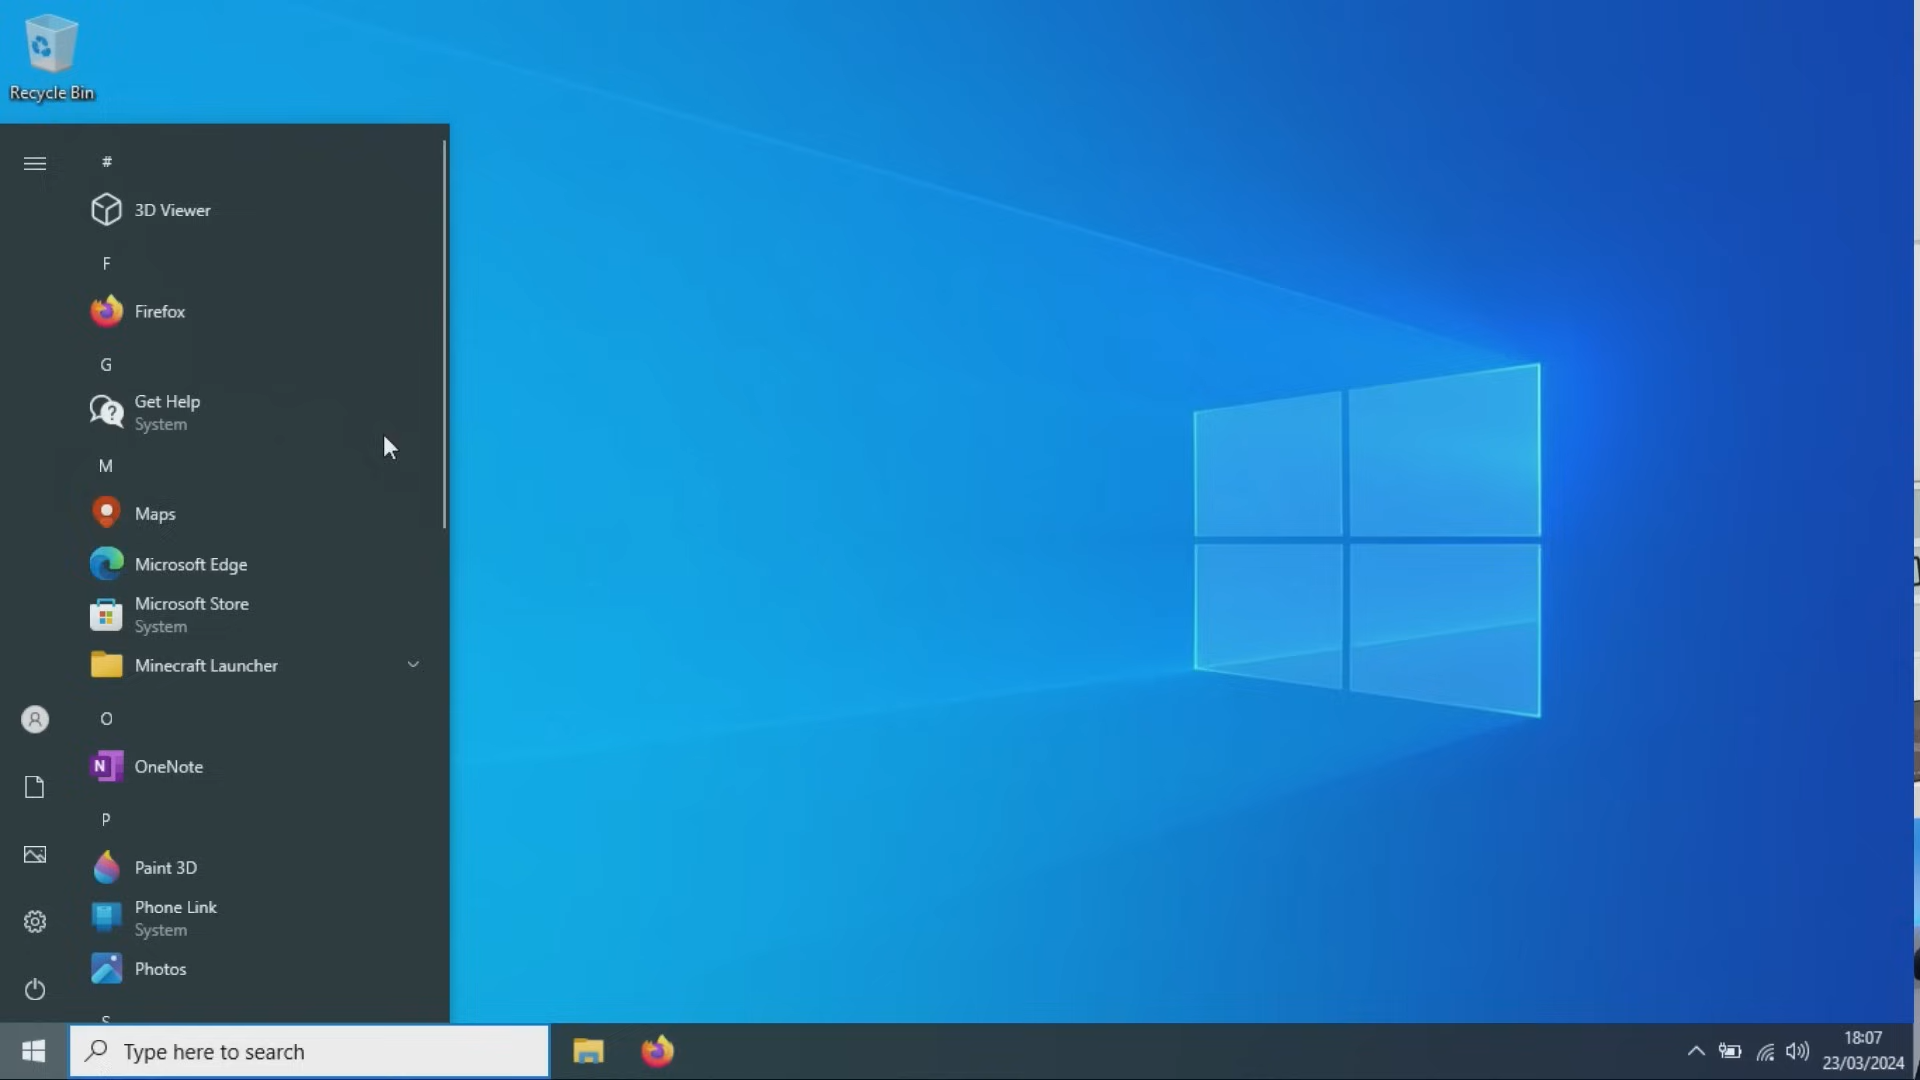 Recycle Bin
#
3D Viewer
F
Firefox
G
Get Help
System
M
Maps
Microsoft Edge
Microsoft Store
System
Minecraft Launcher
O
OneNote
P
Paint 3D
Phone Link
System
Photos
S
Type here to search
18:07
23/03/2024